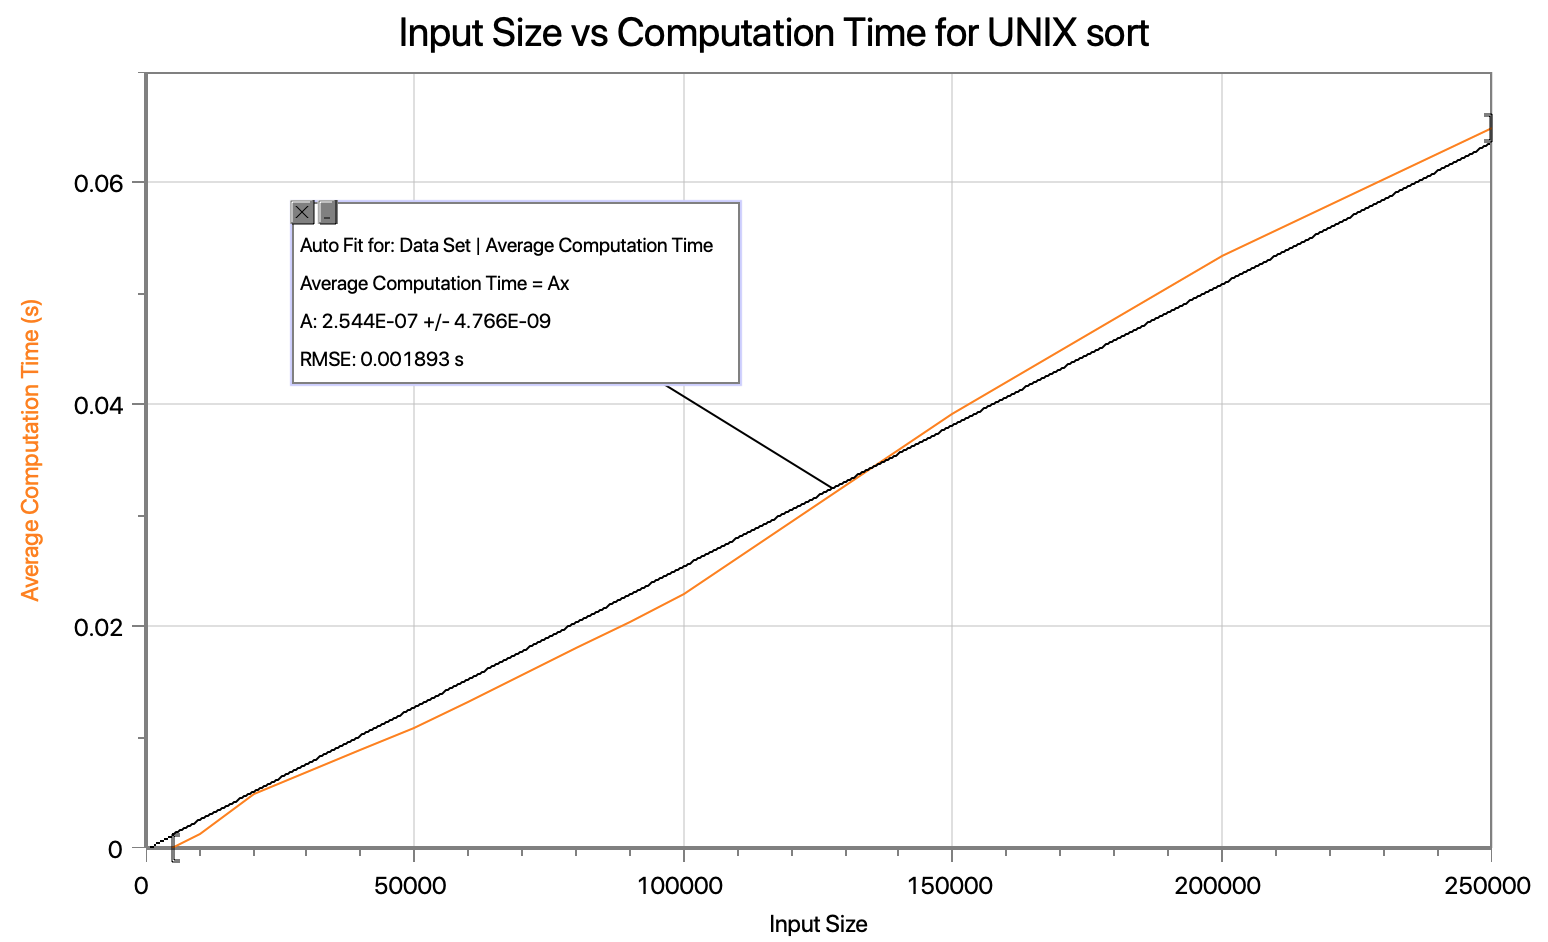 Input Size vs Computation Time for UNIX sort
Average Computation Time (s)
0.06
0.04
0.02
0
Auto Fit for: Data Set | Average Computation Time
Average Computation Time = Ax
A: 2.544E-07 +/- 4.766E-09
RMSE: 0.001893 s
0 50000 100000 150000 200000 250000
Input Size